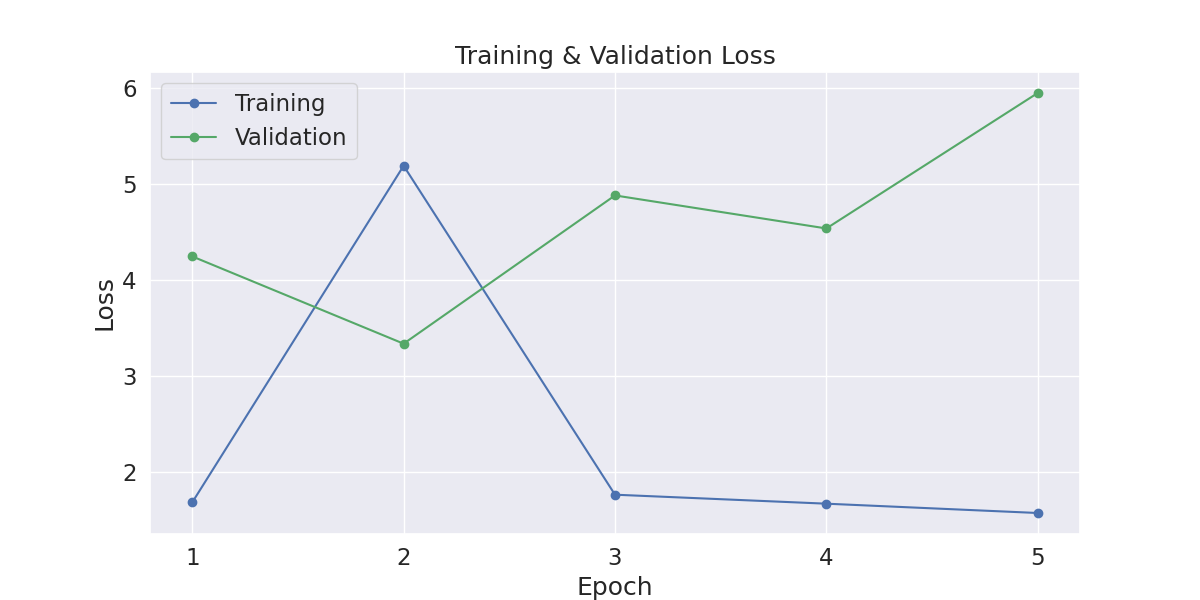 Training & Validation Loss
6
5
4
3
2
Loss
Training
Validation
1 2 3 4 5
Epoch